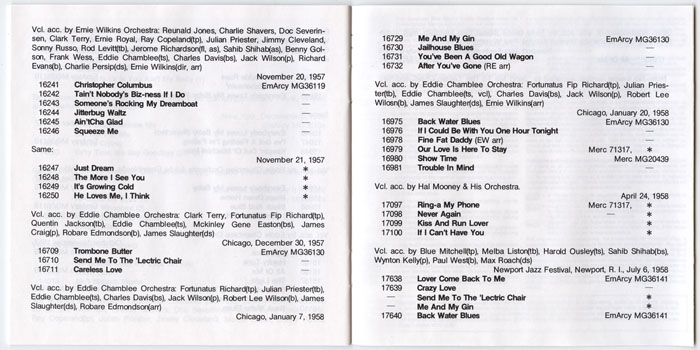 Vcl. acc. by Ernie Wilkins Orchestra: Reunald Jones, Charlie Shavers, Doc Severin-
sen, Clark Terry, Ernie Royal, Ray Copeland(tp), Julian Priester, Jimmy Cleveland,
Sonny Russo, Rod Levitt(tb), Jerome Richardson(fl, as), Sahib Shihab(as), Benny Gol-
son, Frank Wess, Eddie Chamblee(ts), Charles Davis(bs), Jack Wilson(p), Richard
Evans(b), Charlie Persip(ds), Ernie Wilkins(dir, arr)
November 20, 1957
16241 Christopher Columbus EmArcy MG36119
16242 Tain't Nobody's Biz-ness If I Do —
16243 Someone's Rocking My Dreamboat —
16244 Jitterbug Waltz —
16245 Ain'tCha Glad —
16246 Squeeze Me —
Same:
November 21, 1957
16247 Just Dream *
16248 The More I See You *
16249 It's Growing Cold *
16250 He Loves Me, I Think *
Vcl. acc. by Eddie Chamblee Orchestra: Clark Terry, Fortunatus Fip Ricard(tp),
Quentin Jackson(tb), Eddie Chamblee(ts), Mckinley Gene Easton(bs), James
Craig(p), Robare Edmondson(b), James Slaughter(ds)
Chicago, December 30, 1957
16709 Trombone Butter EmArcy MG36130
16710 Send Me To The 'Lectric Chair —
16711 Careless Love —
Vcl. acc. by Eddie Chamblee Orchestra: Fortunatus Ricard(tp), Julian Priester(tb),
Eddie Chamblee(ts), Charles Davis(bs), Jack Wilson(p), Robert Lee Wilson(b), James
Slaughter(ds), Robare Edmondson(arr)
Chicago, January 7, 1958
16729 Me And My Gin EmArcy MG36130
16730 Jailhouse Blues —
16731 You've Been A Good Old Wagon —
16732 After You've Gone (RE arr) —
Vcl. acc. by Eddie Chamblee Orchestra: Fortunatus Fip Ricard(tp), Julian Pries-
ter(tb), Eddie Chamblee(ts, vcl), Charles Davis(bs), Jack Wilson(p), Robert Lee
Wilosn(b), James Slaughter(ds), Ernie Wilkins(arr)
Chicago, January 20, 1958
16975 Back Water Blues EmArcy MG36130
16976 If I Could Be With You One Hour Tonight —
16978 Fine Fat Daddy (EW arr) —
16979 Our Love Is Here To Stay Merc 71317, *
16980 Show Time Merc MG20439
16981 Trouble In Mind —
Vcl. acc. by Hal Mooney & His Orchestra.
April 24, 1958
17097 Ring-a My Phone Merc 71317, *
17098 Never Again — *
17099 Kiss And Run Lover *
17100 If I Can't Have You *
Vcl. acc. by Blue Mitchell(tp), Melba Liston(tb), Harold Ousley(ts), Sahib Shihab(bs),
Wynton Kelly(p), Paul West(b), Max Roach(ds)
Newport Jazz Festival, Newport, R. I., July 6, 1958
17638 Lover Come Back To Me EmArcy MG36141
17639 Crazy Love —
— Send Me To The 'Lectric Chair *
— Me And My Gin *
17640 Back Water Blues EmArcy MG36141